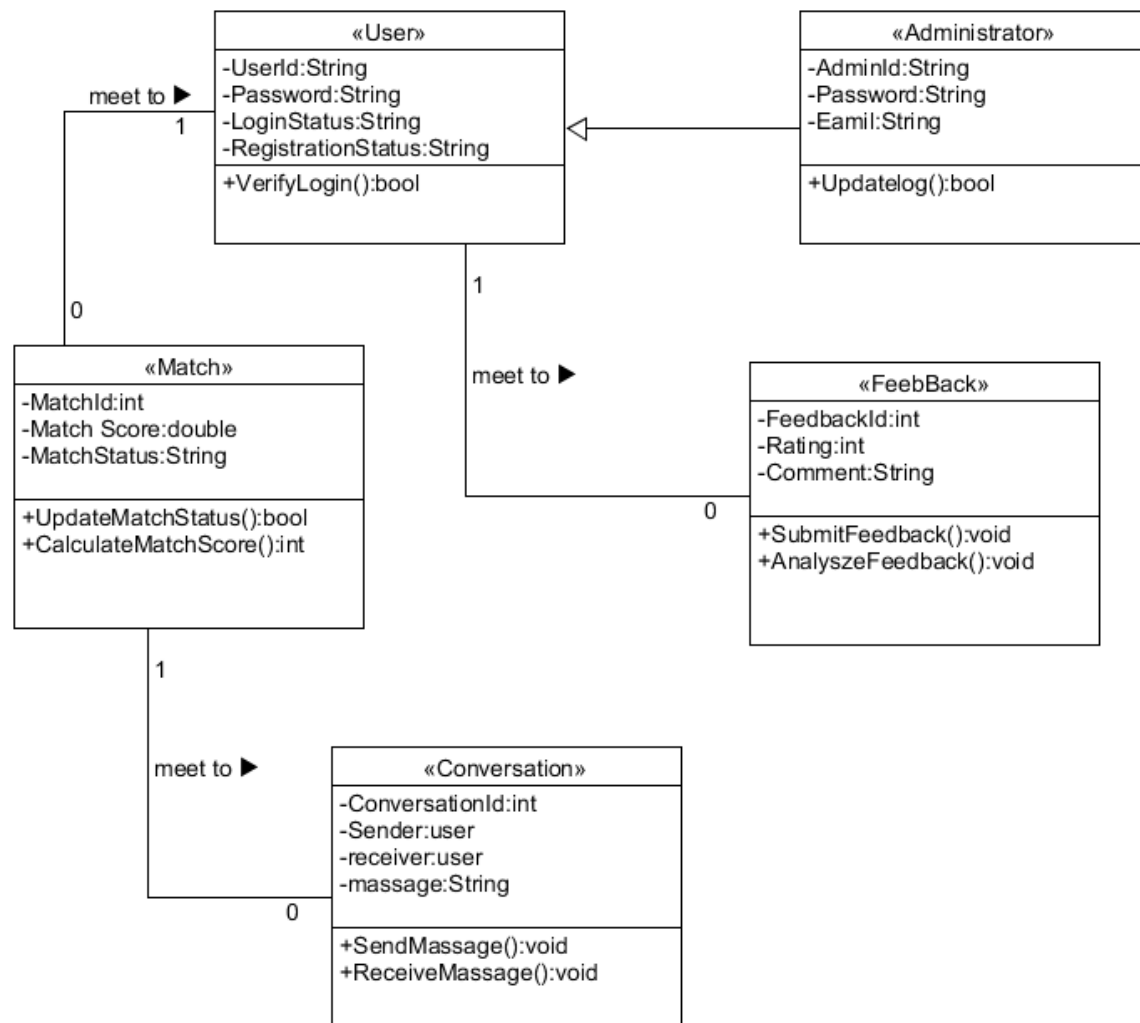 «User»
-UserId:String
-Password:String
-LoginStatus:String
-RegistrationStatus:String
+VerifyLogin():bool
«Administrator»
-AdminId:String
-Password:String
-Eamil:String
+Updatelog():bool
meet to ▶
1
0
1
meet to ▶
0
«Match»
-MatchId:int
-Match Score:double
-MatchStatus:String
+UpdateMatchStatus():bool
+CalculateMatchScore():int
«FeebBack»
-FeedbackId:int
-Rating:int
-Comment:String
+SubmitFeedback():void
+AnalyszeFeedback():void
1
meet to ▶
0
«Conversation»
-ConversationId:int
-Sender:user
-receiver:user
-massage:String
+SendMassage():void
+ReceiveMassage():void